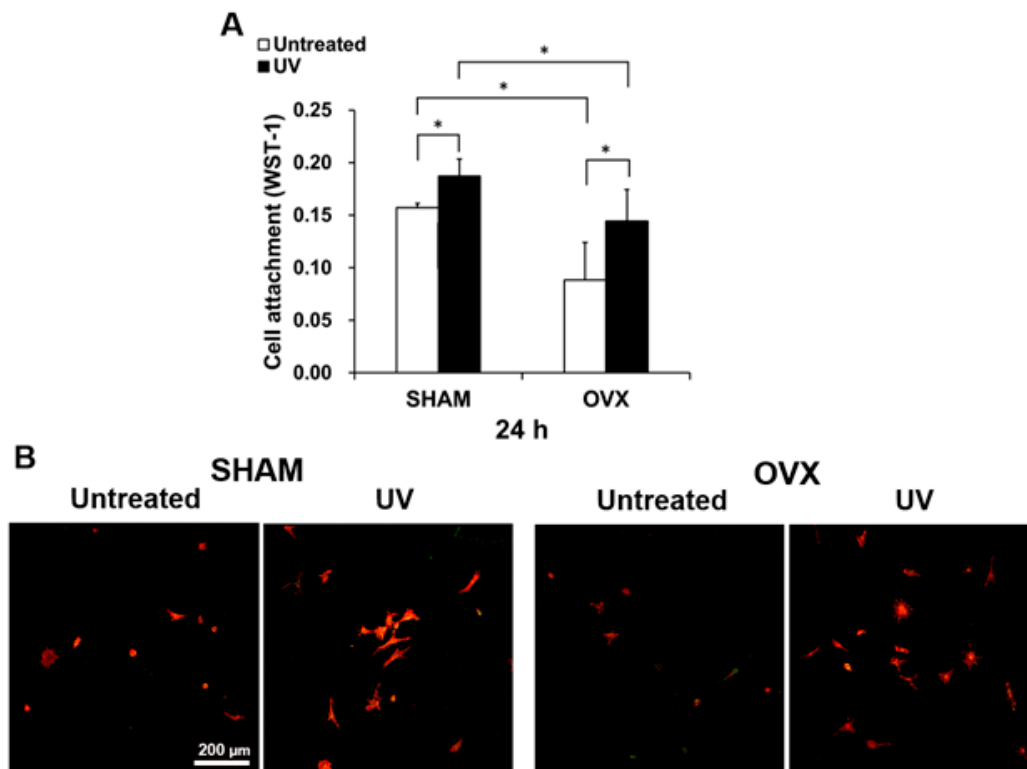 A
Untreated
UV
*
*
*
*
0.25
0.20
0.15
0.10
0.05
0.00
Cell attachment (WST-1)
SHAM
OVX
24 h
B
SHAM
OVX
Untreated
UV
Untreated
UV
200 µm